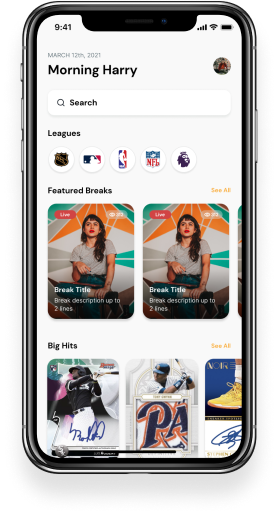 9:41
MARCH 12th, 2021
Morning Harry
Search
Leagues
NFL
Featured Breaks
See All
Live
Live
Break Title
Break description up to
2 lines
Break Title
Break description up to
2 lines
Big Hits
See All